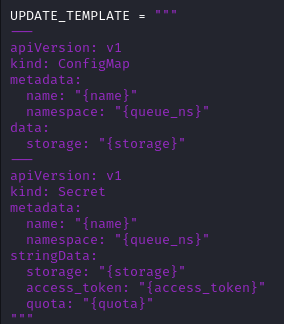 UPDATE_TEMPLATE = """
---
apiVersion: v1
kind: ConfigMap
metadata:
  name: "{name}"
  namespace: "{queue_ns}"
data:
  storage: "{storage}"
---
apiVersion: v1
kind: Secret
metadata:
  name: "{name}"
  namespace: "{queue_ns}"
stringData:
  storage: "{storage}"
  access_token: "{access_token}"
  quota: "{quota}"
"""